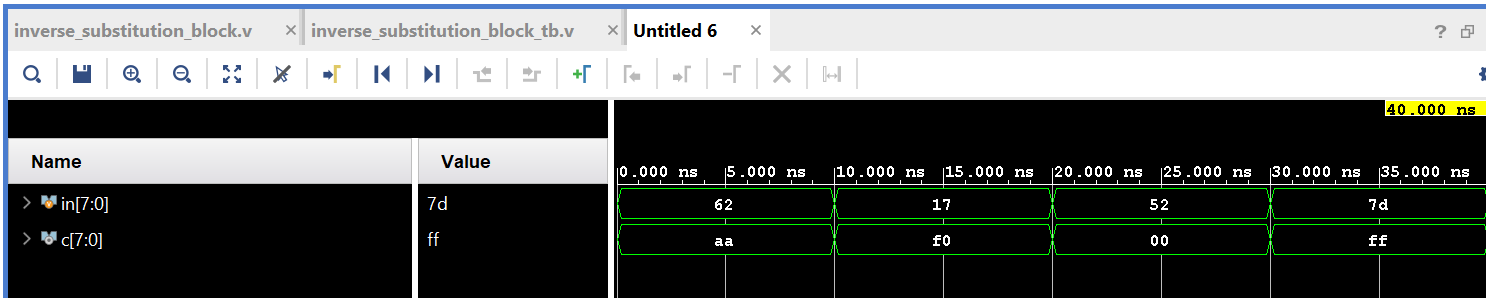 inverse_substitution_block.v × inverse_substitution_block_tb.v × Untitled 6 × ?
40.000 ns
Name Value
0.000 ns 5.000 ns 10.000 ns 15.000 ns 20.000 ns 25.000 ns 30.000 ns 35.000 ns
in[7:0] 7d 62 17 52 7d
c[7:0] ff aa f0 00 ff